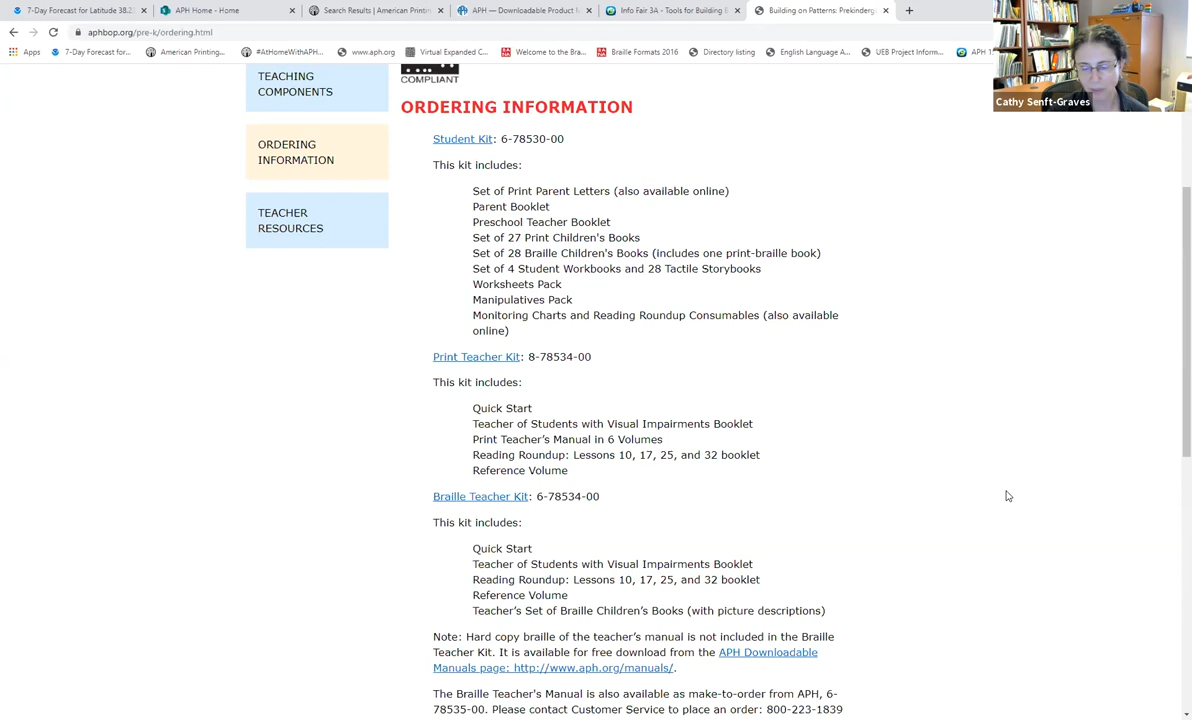 7-Day Forecast for Latitude 38.2
APH Home - Home
Search Results | American Printin
APH — Downloadable Product M
Info Fair 3A - Tools for Building B
Building on Patterns: Prekinderg
aphbop.org/pre-k/ordering.html
Apps
7-Day Forecast for...
American Printing...
#AtHomeWithAPH...
www.aph.org
Virtual Expanded C...
Welcome to the Bra...
Braille Formats 2016
Directory listing
English Language A...
UEB Project Inform...
Cathy Senft-Graves
TEACHING
COMPONENTS
ORDERING
INFORMATION
TEACHER
RESOURCES
COMPLIANT
ORDERING INFORMATION
Student Kit: 6-78530-00
This kit includes:
Set of Print Parent Letters (also available online)
Parent Booklet
Preschool Teacher Booklet
Set of 27 Print Children's Books
Set of 28 Braille Children's Books (includes one print-braille book)
Set of 4 Student Workbooks and 28 Tactile Storybooks
Worksheets Pack
Manipulatives Pack
Monitoring Charts and Reading Roundup Consumables (also available
online)
Print Teacher Kit: 8-78534-00
This kit includes:
Quick Start
Teacher of Students with Visual Impairments Booklet
Print Teacher’s Manual in 6 Volumes
Reading Roundup: Lessons 10, 17, 25, and 32 booklet
Reference Volume
Braille Teacher Kit: 6-78534-00
This kit includes:
Quick Start
Teacher of Students with Visual Impairments Booklet
Reading Roundup: Lessons 10, 17, 25, and 32 booklet
Reference Volume
Teacher’s Set of Braille Children’s Books (with picture descriptions)
Note: Hard copy braille of the teacher’s manual is not included in the Braille
Teacher Kit. It is available for free download from the APH Downloadable
Manuals page: http://www.aph.org/manuals/.
The Braille Teacher's Manual is also available as make-to-order from APH, 6-
78535-00. Please contact Customer Service to place an order: 800-223-1839